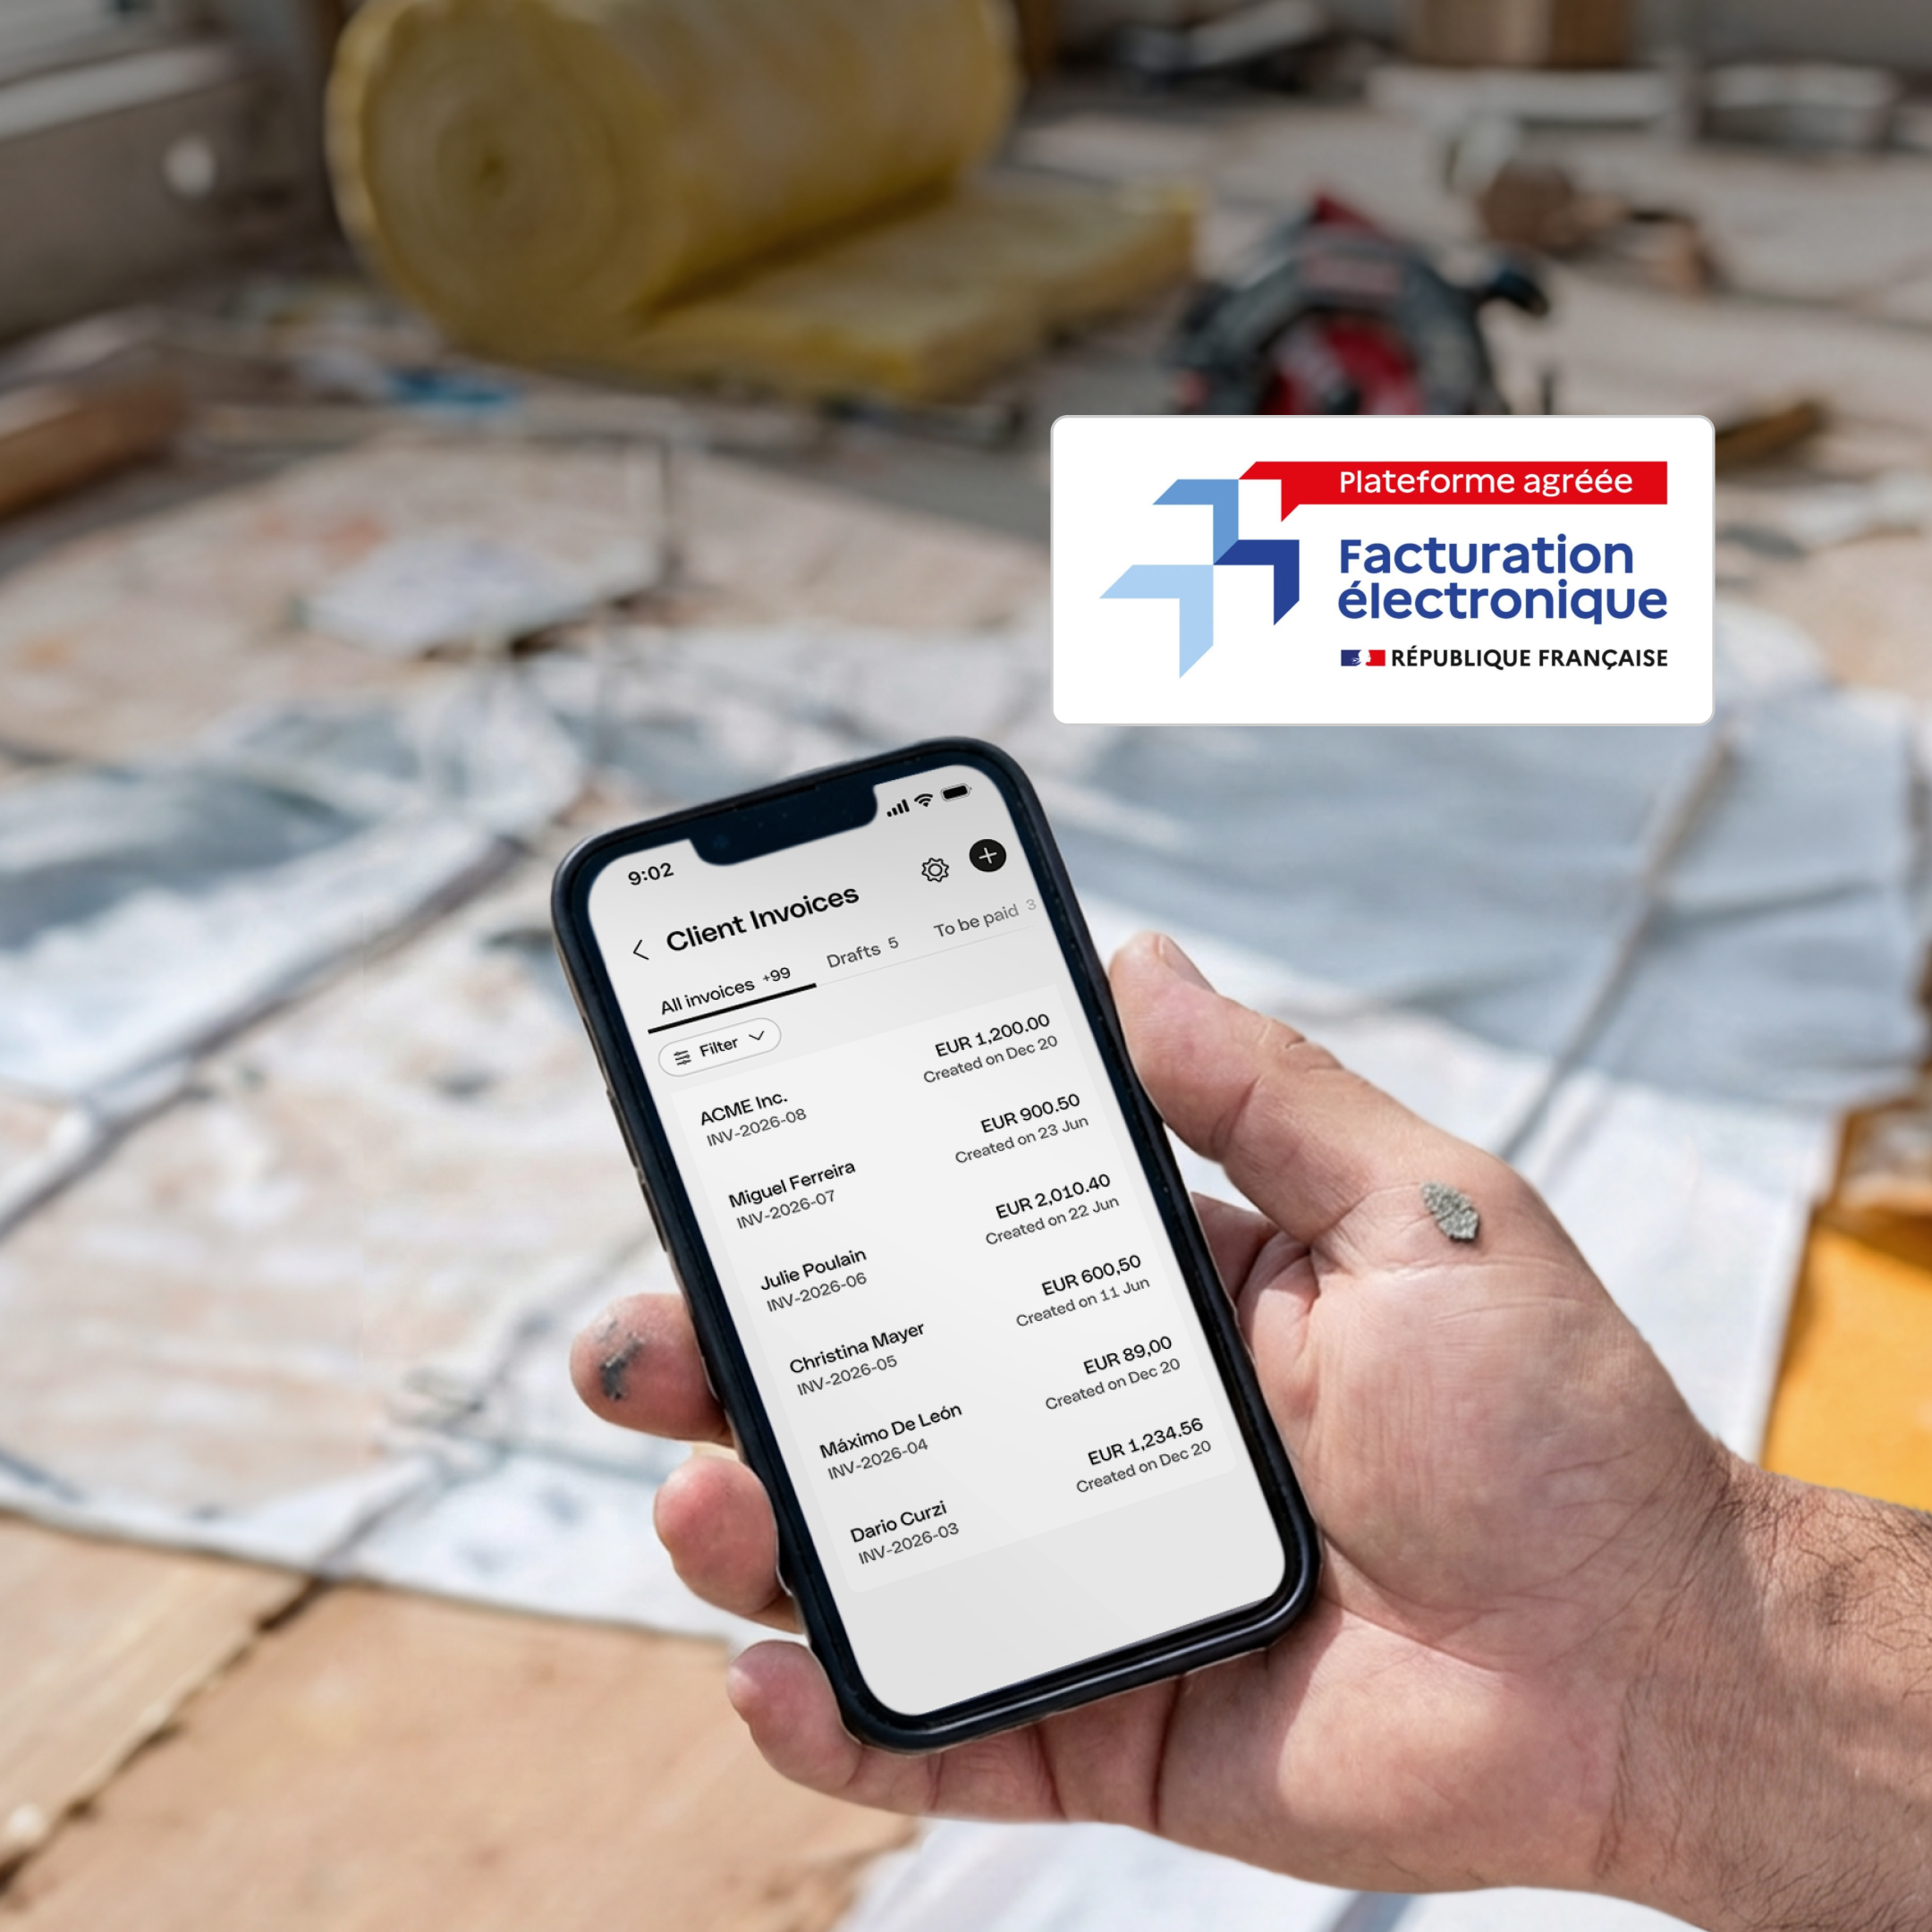 Plateforme agréée
Facturation
électronique
RÉPUBLIQUE FRANÇAISE
9:02
Client Invoices
All invoices +99
Drafts 5
To be paid 3
Filter
ACME Inc.
INV-2026-08
EUR 1,200.00
Created on Dec 20
Miguel Ferreira
INV-2026-07
EUR 900.50
Created on 23 Jun
Julie Poulain
INV-2026-06
EUR 2,010.40
Created on 22 Jun
Christina Mayer
INV-2026-05
EUR 600,50
Created on 11 Jun
Máximo De León
INV-2026-04
EUR 89,00
Created on Dec 20
Dario Curzi
INV-2026-03
EUR 1,234.56
Created on Dec 20